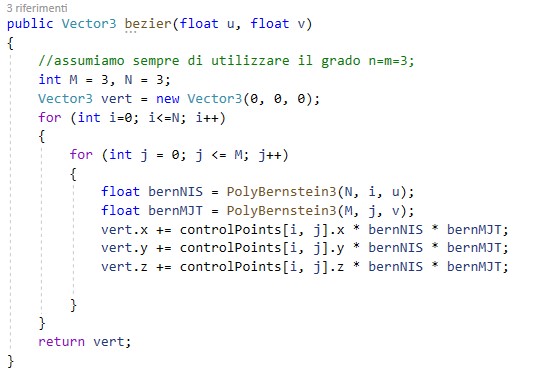 3 riferimenti
public Vector3 bezier(float u, float v)
{
    //assumiamo sempre di utilizzare il grado n=m=3;
    int M = 3, N = 3;
    Vector3 vert = new Vector3(0, 0, 0);
    for (int i=0; i<=N; i++)
    {
        for (int j = 0; j <= M; j++)
        {
            float bernNIS = PolyBernstein3(N, i, u);
            float bernMJT = PolyBernstein3(M, j, v);
            vert.x += controlPoints[i, j].x * bernNIS * bernMJT;
            vert.y += controlPoints[i, j].y * bernNIS * bernMJT;
            vert.z += controlPoints[i, j].z * bernNIS * bernMJT;
        }
    }
    return vert;
}